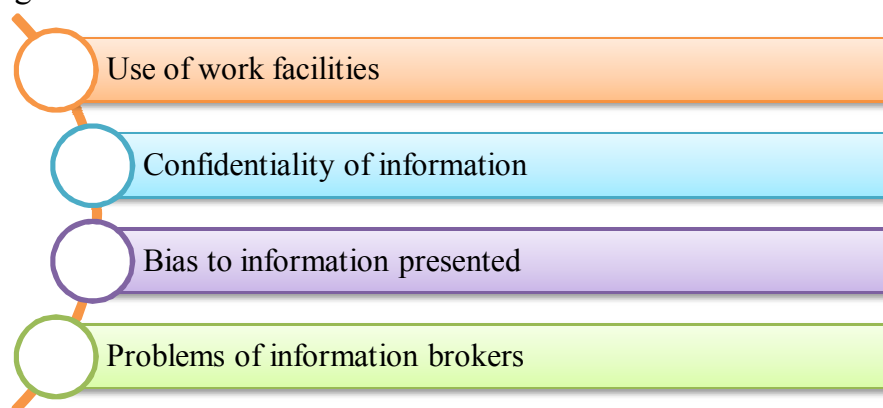 Use of work facilities
Confidentiality of information
Bias to information presented
Problems of information brokers